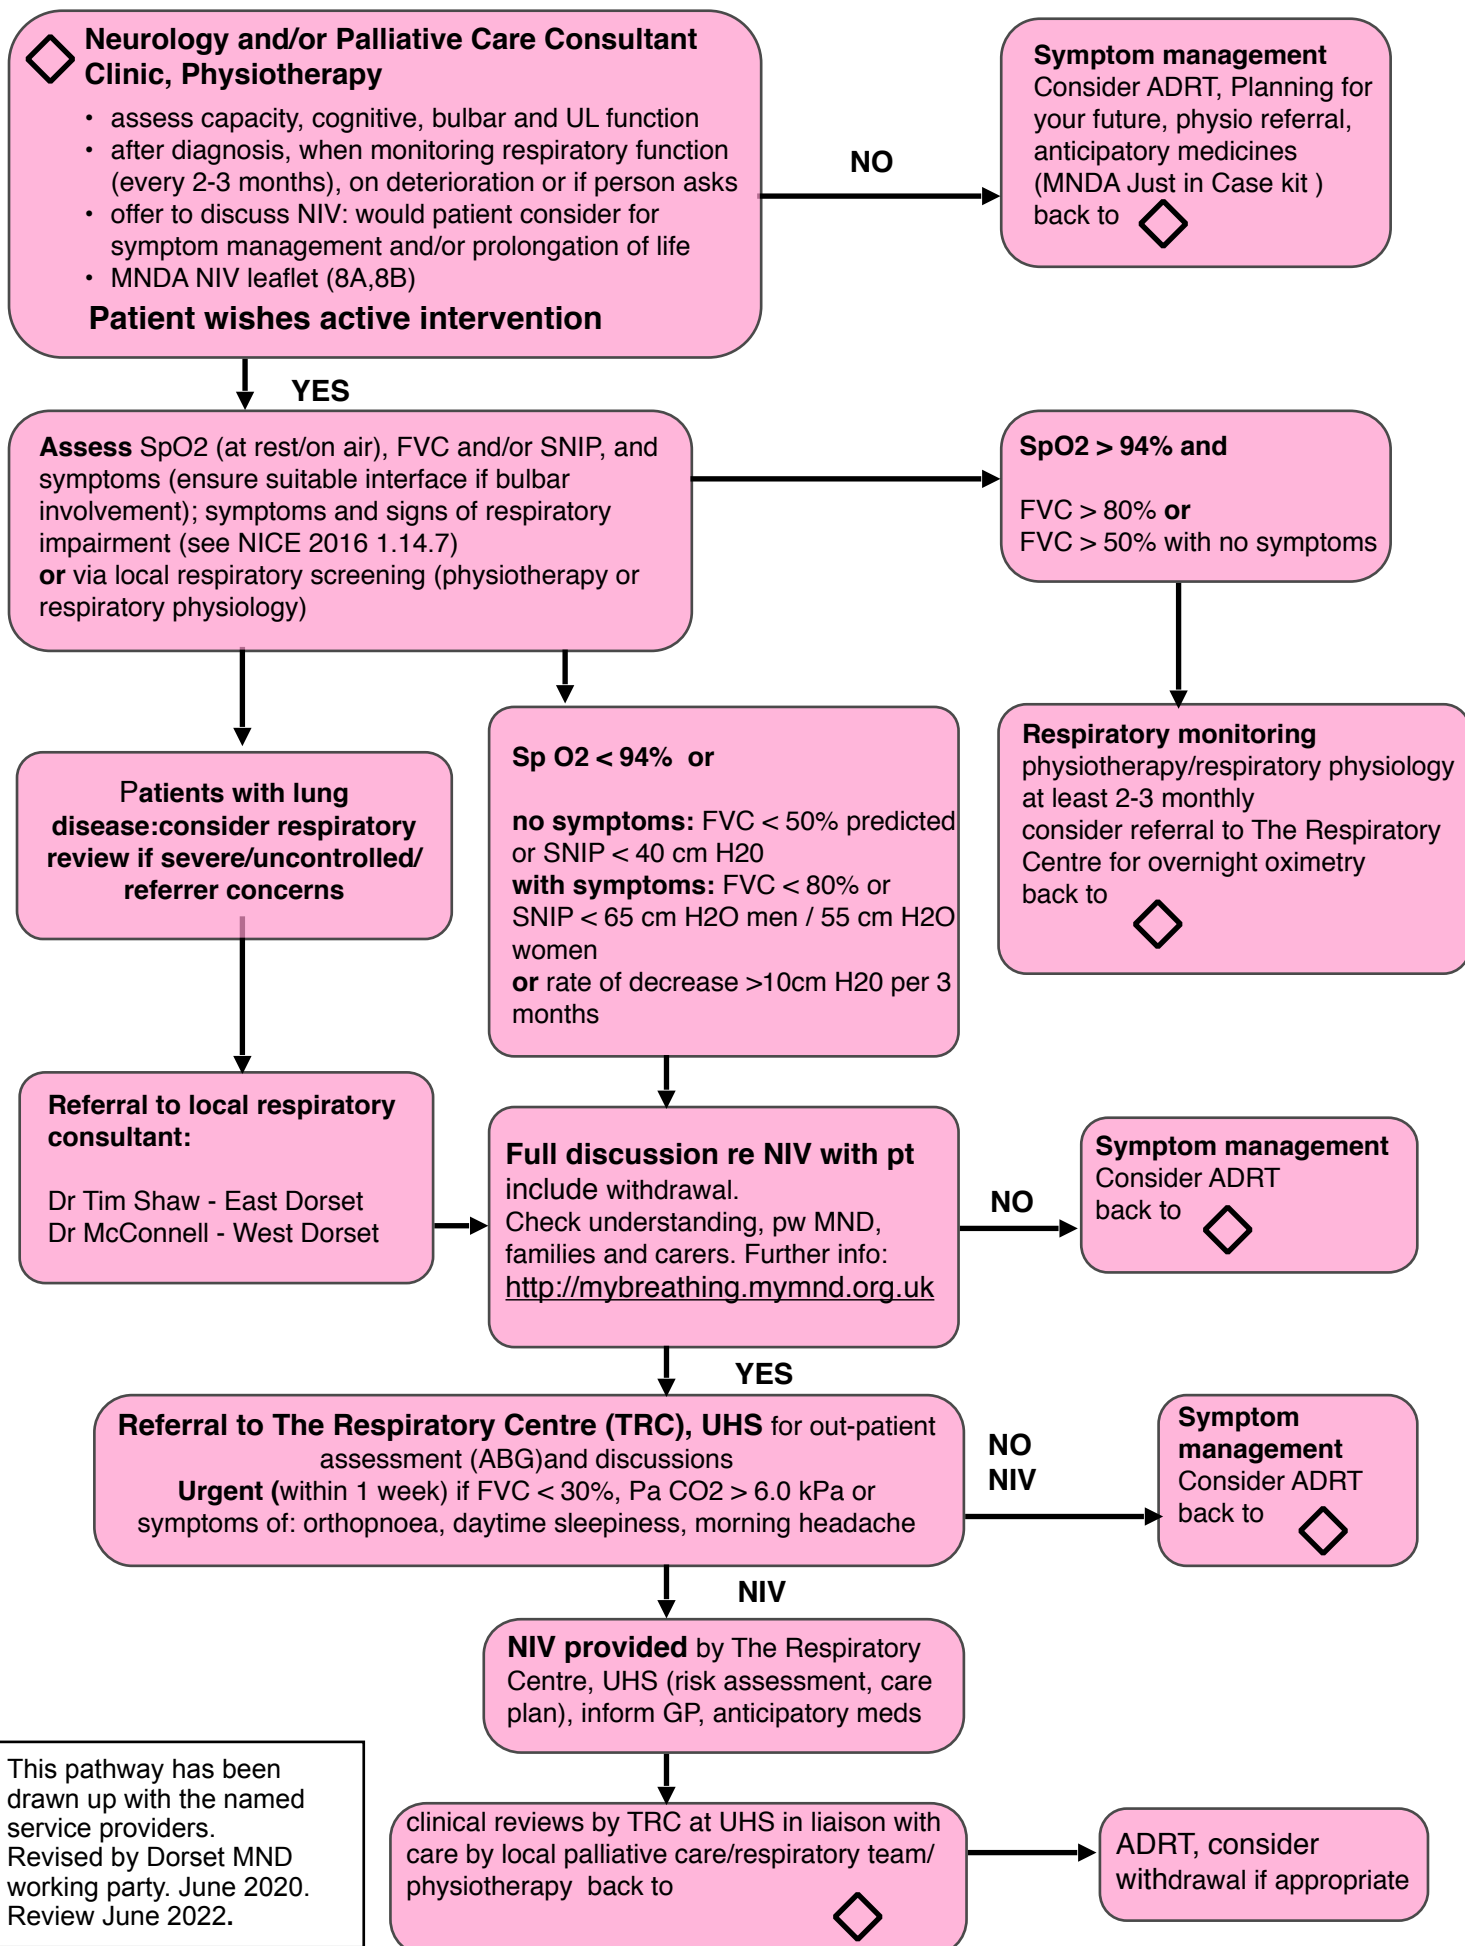 Neurology and/or Palliative Care Consultant
Clinic, Physiotherapy
• assess capacity, cognitive, bulbar and UL function
• after diagnosis, when monitoring respiratory function
(every 2-3 months), on deterioration or if person asks
• offer to discuss NIV: would patient consider for
symptom management and/or prolongation of life
• MNDA NIV leaflet (8A,8B)
Patient wishes active intervention
NO
Symptom management
Consider ADRT, Planning for
your future, physio referral,
anticipatory medicines
(MNDA Just in Case kit )
back to
YES
Assess SpO2 (at rest/on air), FVC and/or SNIP, and
symptoms (ensure suitable interface if bulbar
involvement); symptoms and signs of respiratory
impairment (see NICE 2016 1.14.7)
or via local respiratory screening (physiotherapy or
respiratory physiology)
SpO2 > 94% and
FVC > 80% or
FVC > 50% with no symptoms
Respiratory monitoring
physiotherapy/respiratory physiology
at least 2-3 monthly
consider referral to The Respiratory
Centre for overnight oximetry
back to
Patients with lung
disease:consider respiratory
review if severe/uncontrolled/
referrer concerns
Sp O2 < 94% or
no symptoms: FVC < 50% predicted
or SNIP < 40 cm H20
with symptoms: FVC < 80% or
SNIP < 65 cm H2O men / 55 cm H2O
women
or rate of decrease >10cm H20 per 3
months
Referral to local respiratory
consultant:
Dr Tim Shaw - East Dorset
Dr McConnell - West Dorset
Full discussion re NIV with pt
include withdrawal.
Check understanding, pw MND,
families and carers. Further info:
http://mybreathing.mymnd.org.uk
NO
Symptom management
Consider ADRT
back to
YES
Referral to The Respiratory Centre (TRC), UHS for out-patient
assessment (ABG)and discussions
Urgent (within 1 week) if FVC < 30%, Pa CO2 > 6.0 kPa or
symptoms of: orthopnoea, daytime sleepiness, morning headache
NO
NIV
Symptom
management
Consider ADRT
back to
NIV
NIV provided by The Respiratory
Centre, UHS (risk assessment, care
plan), inform GP, anticipatory meds
clinical reviews by TRC at UHS in liaison with
care by local palliative care/respiratory team/
physiotherapy back to
ADRT, consider
withdrawal if appropriate
This pathway has been
drawn up with the named
service providers.
Revised by Dorset MND
working party. June 2020.
Review June 2022.